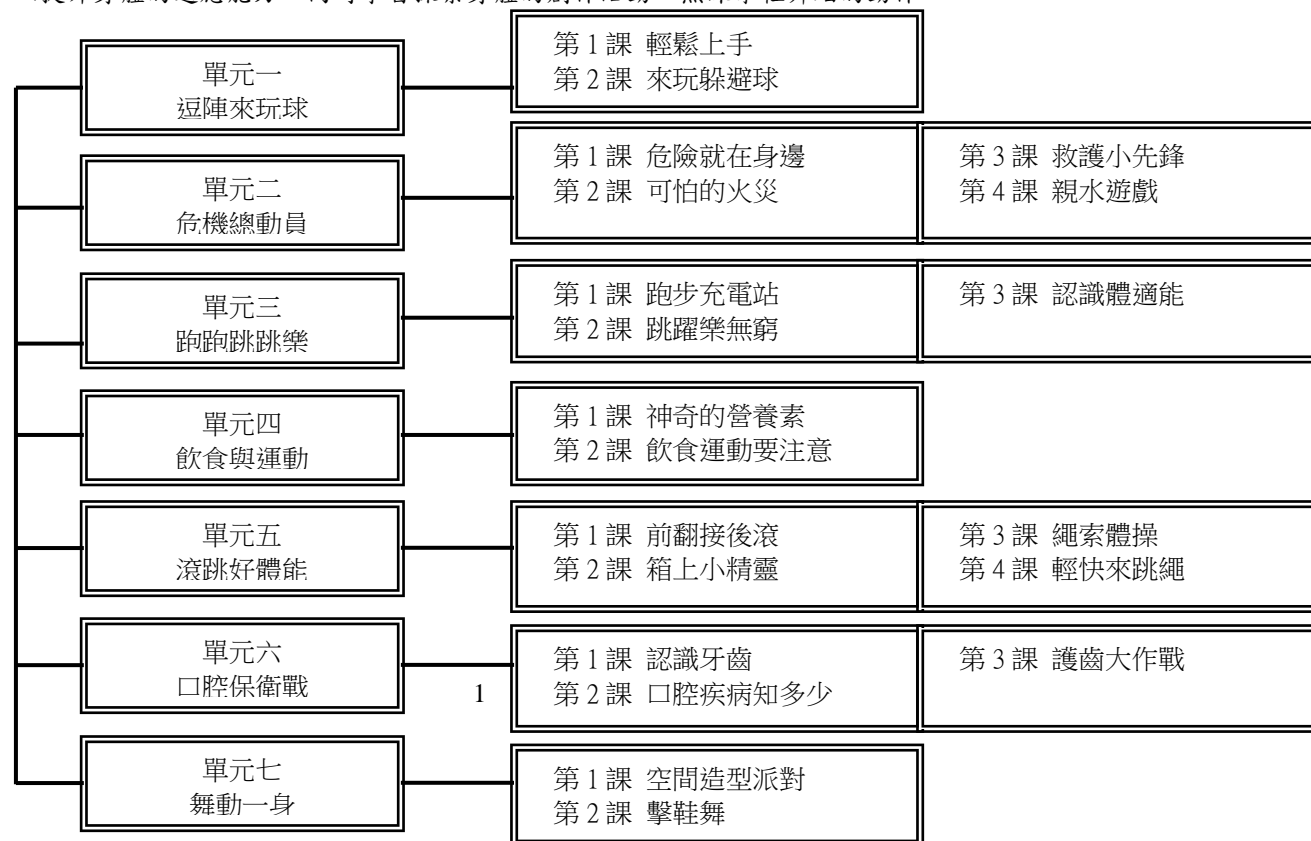 單元一
逗陣來玩球
第 1 課 輕鬆上手
第 2 課 來玩躲避球
單元二
危機總動員
第 1 課 危險就在身邊
第 2 課 可怕的火災
第 3 課 救護小先鋒
第 4 課 親水遊戲
單元三
跑跑跳跳樂
第 1 課 跑步充電站
第 2 課 跳躍樂無窮
第 3 課 認識體適能
單元四
飲食與運動
第 1 課 神奇的營養素
第 2 課 飲食運動要注意
單元五
滾跳好體能
第 1 課 前翻接後滾
第 2 課 箱上小精靈
第 3 課 繩索體操
第 4 課 輕快來跳繩
單元六
口腔保衛戰
1
第 1 課 認識牙齒
第 2 課 口腔疾病知多少
第 3 課 護齒大作戰
單元七
舞動一身
第 1 課 空間造型派對
第 2 課 擊鞋舞